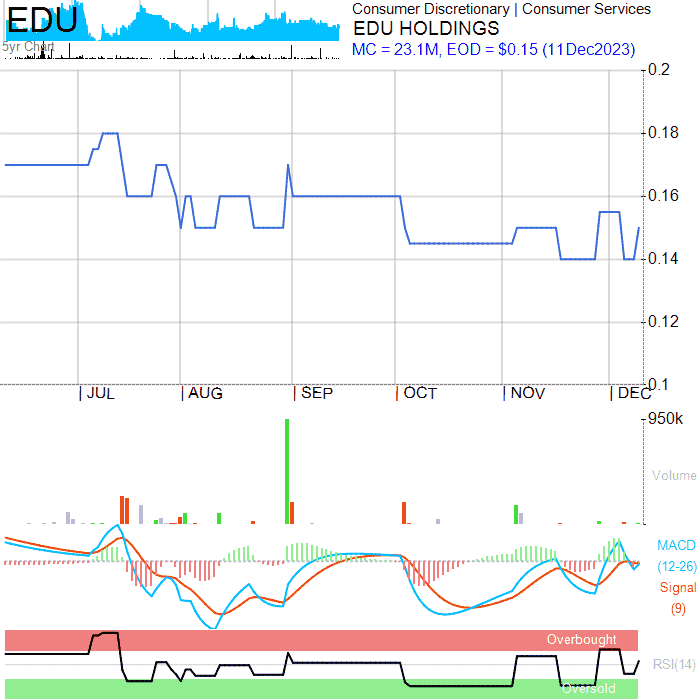 EDU
5yr Chart
Consumer Discretionary | Consumer Services
EDU HOLDINGS
MC = 23.1M, EOD = $0.15 (11Dec2023)
0.2
0.18
0.16
0.14
0.12
0.1
JUL
AUG
SEP
OCT
NOV
DEC
950k
Volume
MACD
(12-26)
Signal
(9)
Overbought
RSI(14)
Oversold